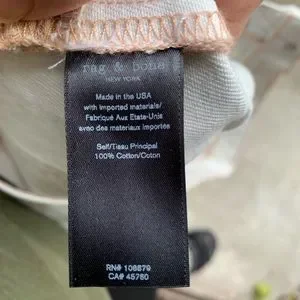 rag & bone
NEW YORK
Made in the USA
with imported materials/
Fabriqué Aux Etats-Unis
avec des materiaux importés
Self/Tissu Principal
100% Cotton/Coton
RN# 106879
CA# 45760